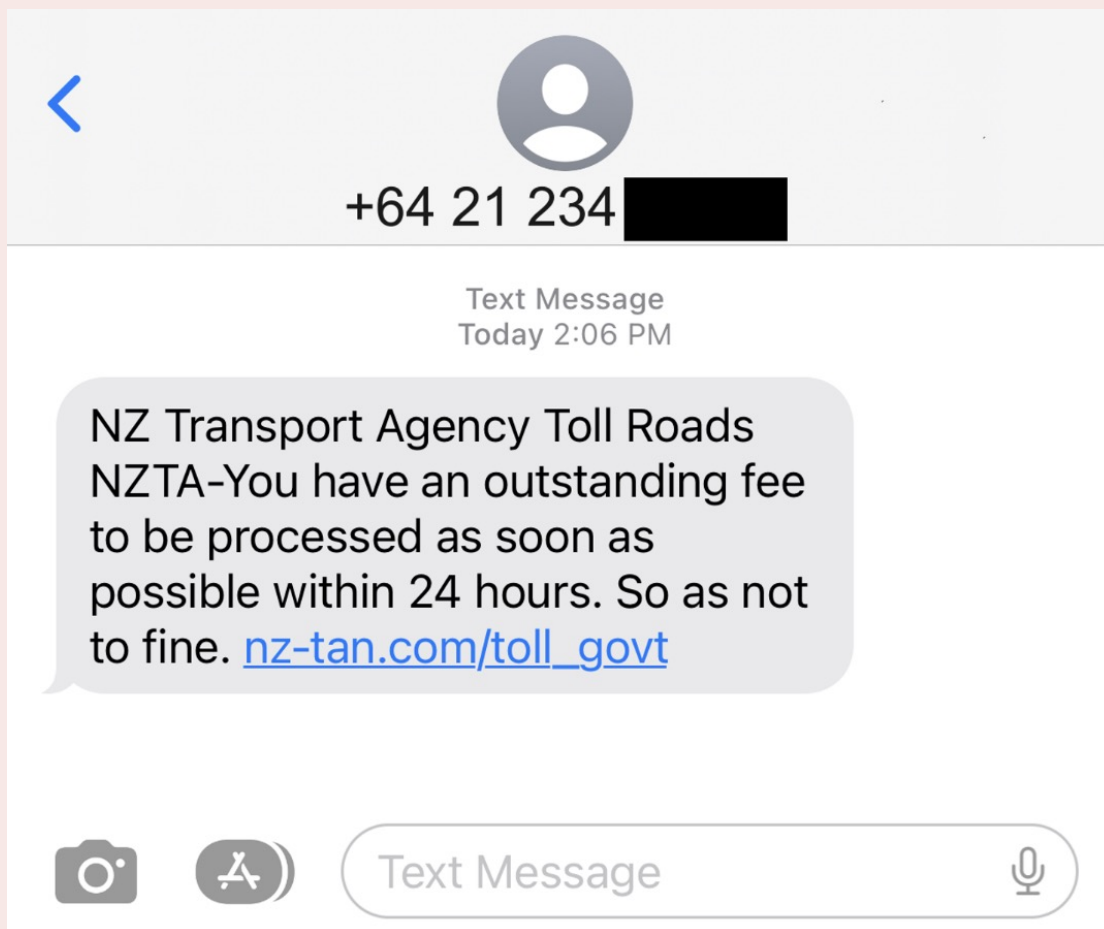 +64 21 234
Text Message
Today 2:06 PM
NZ Transport Agency Toll Roads
NZTA-You have an outstanding fee
to be processed as soon as
possible within 24 hours. So as not
to fine. nz-tan.com/toll_govt
Text Message